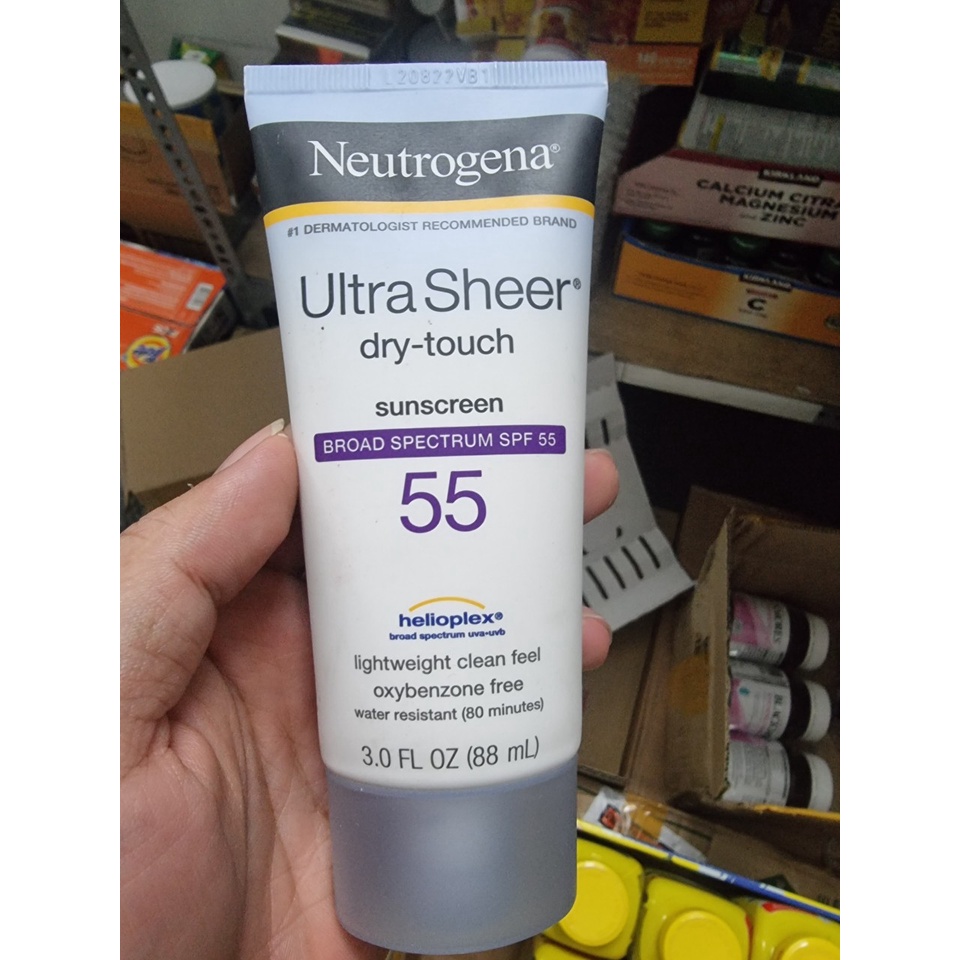 L20822VB1
Neutrogena®
#1 DERMATOLOGIST RECOMMENDED BRAND
Ultra Sheer®
dry-touch
sunscreen
BROAD SPECTRUM SPF 55
55
helioplex®
broad spectrum uva•uvb
lightweight clean feel
oxybenzone free
water resistant (80 minutes)
3.0 FL OZ (88 mL)
KIRKLAND
CALCIUM CITRA
MAGNESIUM
and ZINC
KIRKLAND
C